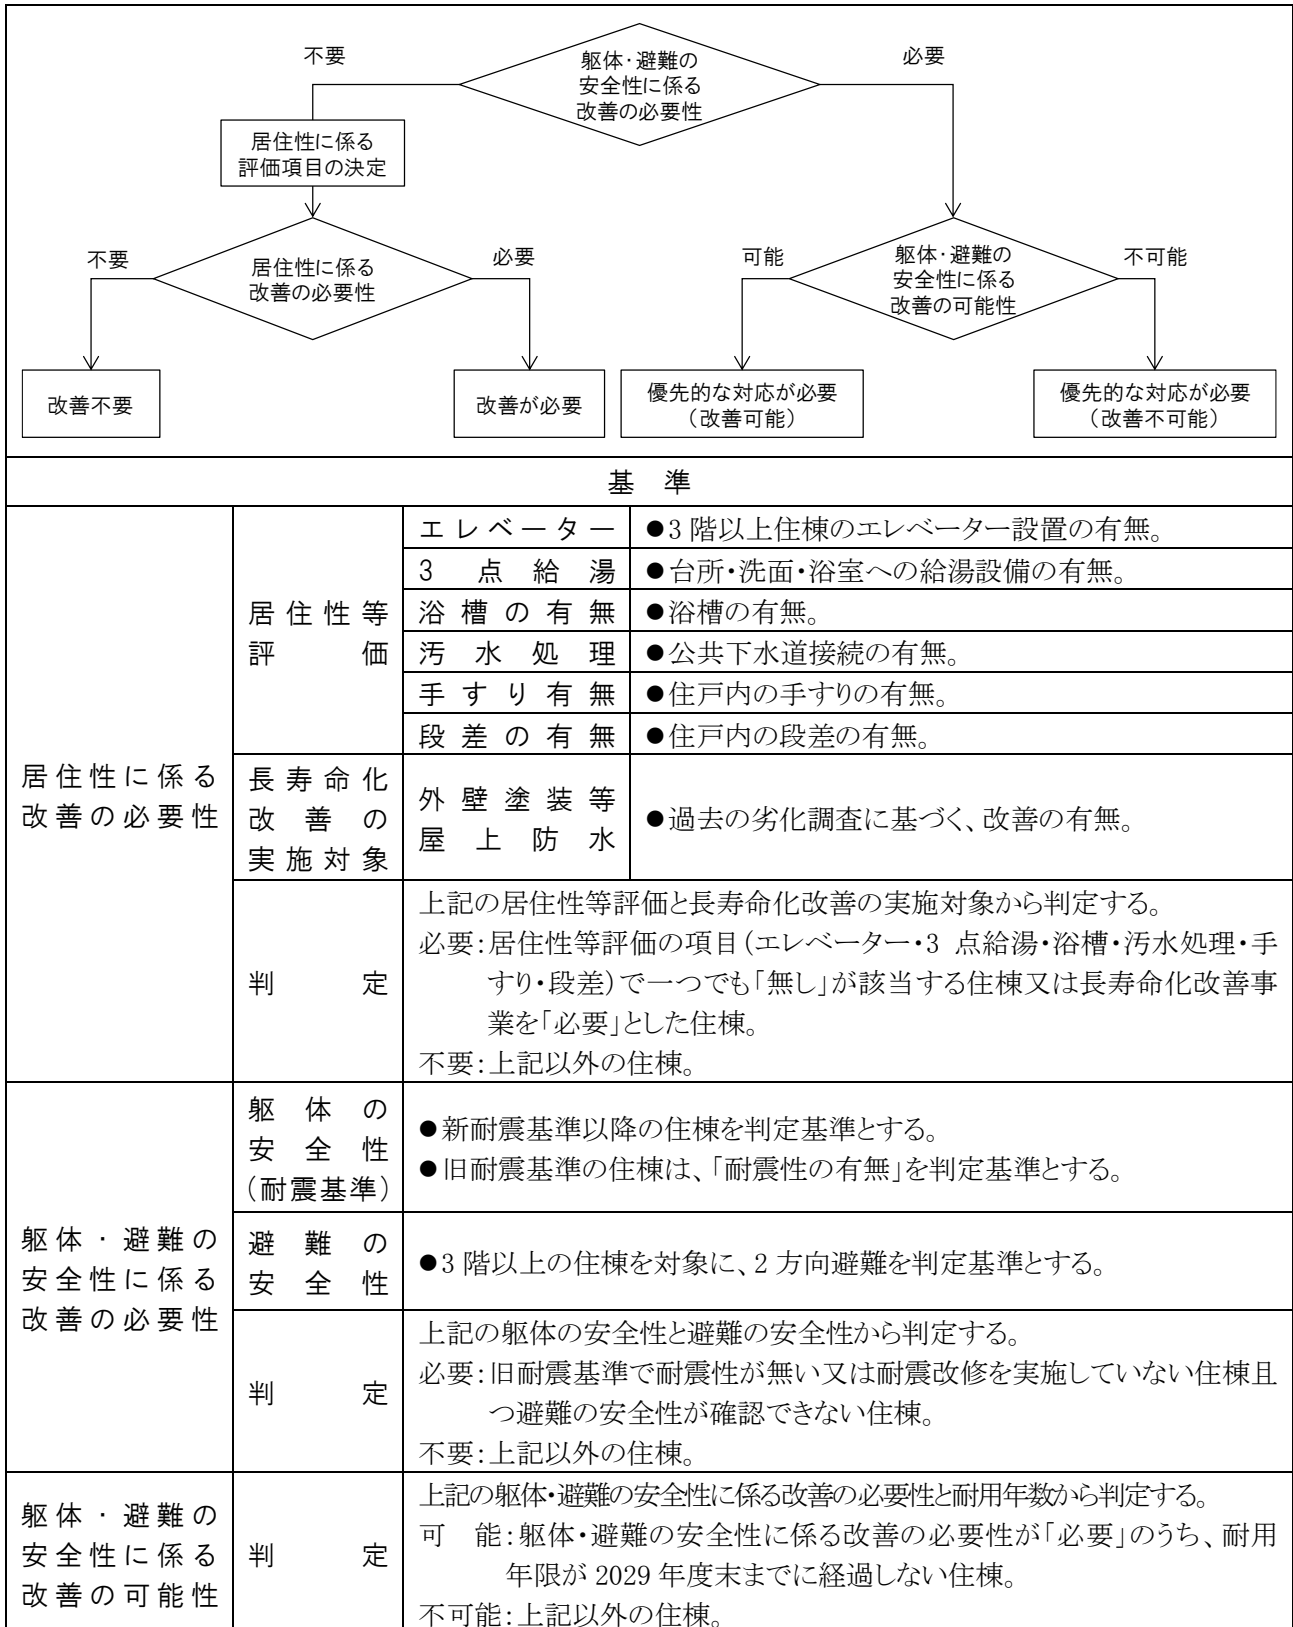 不要
躯体・避難の
安全性に係る
改善の必要性
必要
居住性に係る
評価項目の決定
不要
居住性に係る
改善の必要性
必要
可能
躯体・避難の
安全性に係る
改善の可能性
不可能
改善不要
改善が必要
優先的な対応が必要
（改善可能）
優先的な対応が必要
（改善不可能）
基 準
居住性に係る
改善の必要性
居住性等
評価
エレベーター
●3階以上住棟のエレベーター設置の有無。
3点給湯
●台所・洗面・浴室への給湯設備の有無。
浴槽の有無
●浴槽の有無。
汚水処理
●公共下水道接続の有無。
手すり有無
●住戸内の手すりの有無。
段差の有無
●住戸内の段差の有無。
長寿命化
改善の
実施対象
外壁塗装等
屋上防水
●過去の劣化調査に基づく、改善の有無。
判定
上記の居住性等評価と長寿命化改善の実施対象から判定する。
必要：居住性等評価の項目（エレベーター・3 点給湯・浴槽・汚水処理・手
すり・段差）で一つでも「無し」が該当する住棟又は長寿命化改善事
業を「必要」とした住棟。
不要：上記以外の住棟。
躯体・避難の
安全性に係る
改善の必要性
躯体の
安全性
（耐震基準）
●新耐震基準以降の住棟を判定基準とする。
●旧耐震基準の住棟は、「耐震性の有無」を判定基準とする。
避難の
安全性
●3階以上の住棟を対象に、2方向避難を判定基準とする。
判定
上記の躯体の安全性と避難の安全性から判定する。
必要：旧耐震基準で耐震性が無い又は耐震改修を実施していない住棟且
つ避難の安全性が確認できない住棟。
不要：上記以外の住棟。
躯体・避難の
安全性に係る
改善の可能性
判定
上記の躯体・避難の安全性に係る改善の必要性と耐用年数から判定する。
可 能：躯体・避難の安全性に係る改善の必要性が「必要」のうち、耐用
年限が 2029 年度末までに経過しない住棟。
不可能：上記以外の住棟。